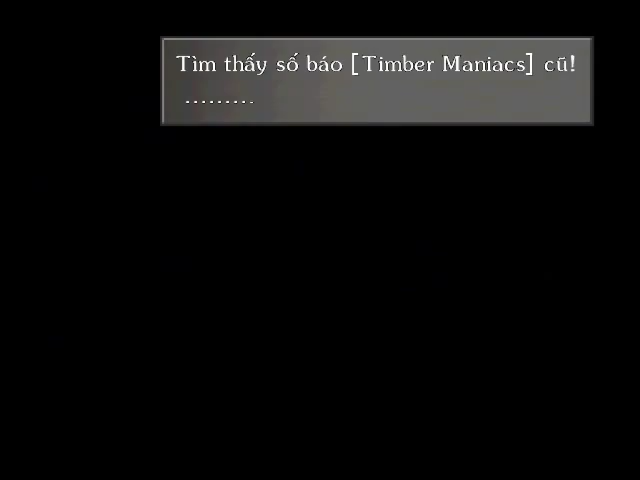 Tìm thấy số báo [Timber Maniacs] cũ!
.........